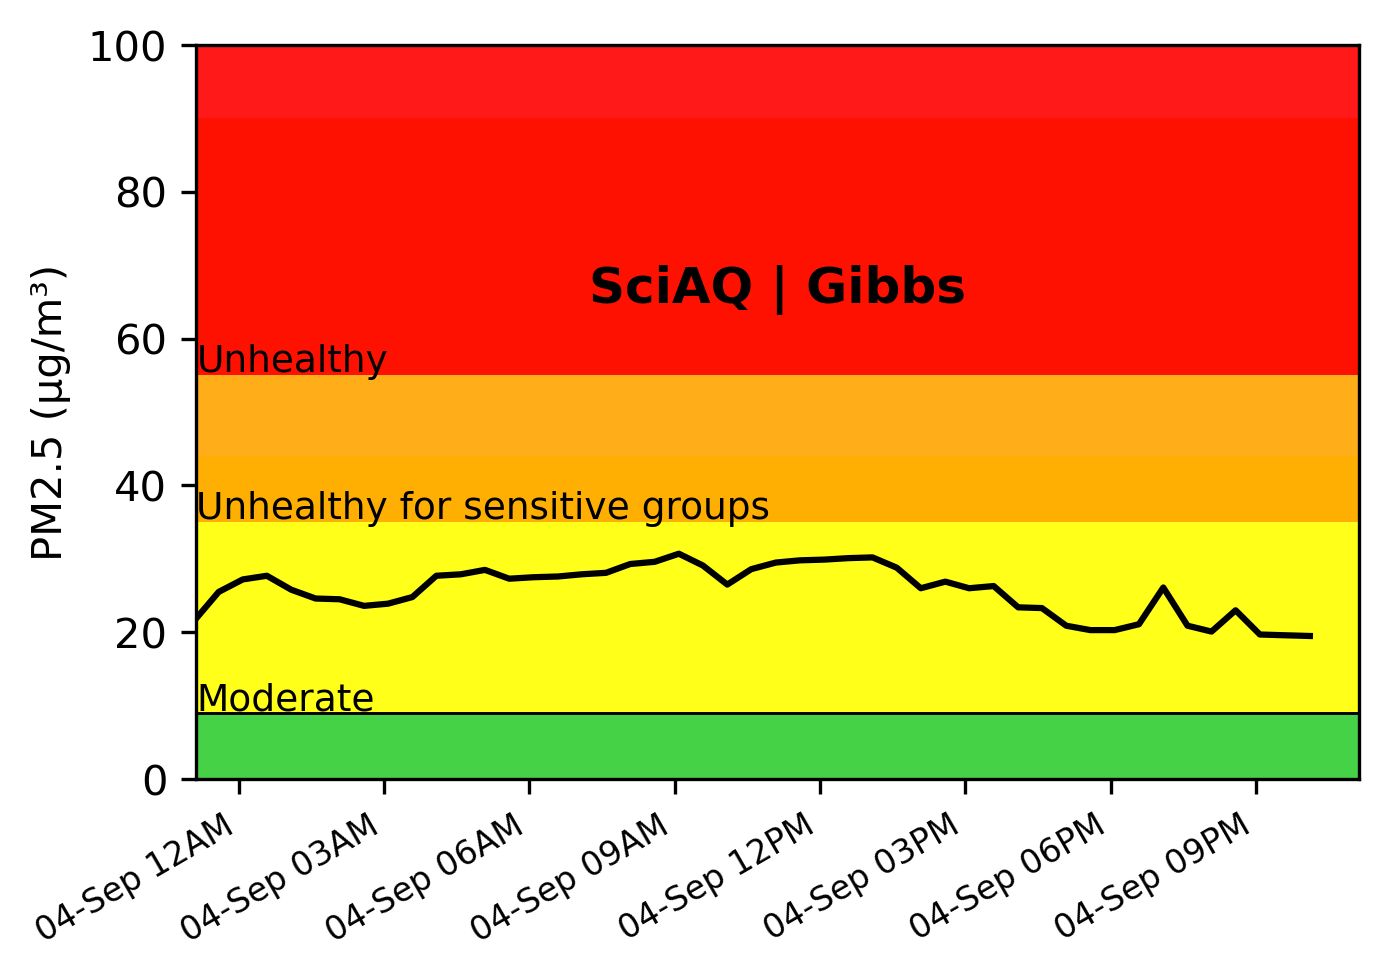 100
80
60
40
20
0
PM2.5 (µg/m³)
SciAQ | Gibbs
Unhealthy
Unhealthy for sensitive groups
Moderate
04-Sep 12AM
04-Sep 03AM
04-Sep 06AM
04-Sep 09AM
04-Sep 12PM
04-Sep 03PM
04-Sep 06PM
04-Sep 09PM